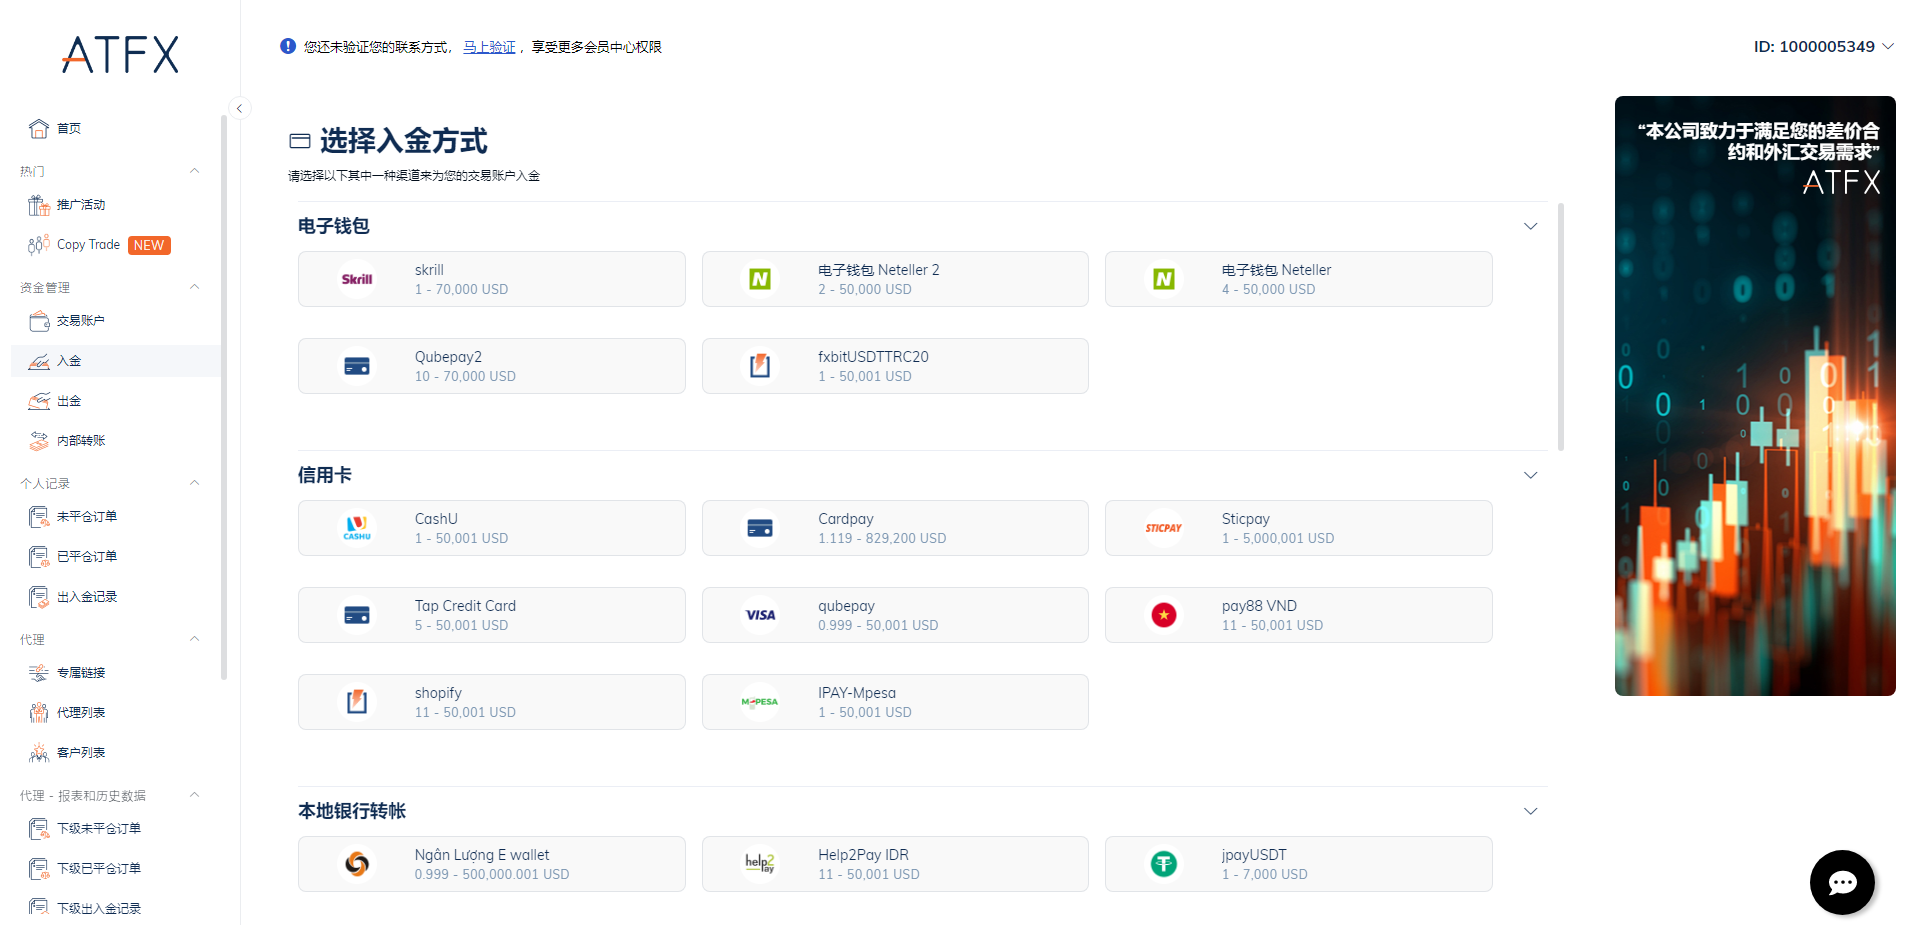 ATFX
您还未验证您的联系方式, 马上验证 , 享受更多会员中心权限
ID: 1000005349
首页
热门
推广活动
Copy Trade NEW
资金管理
交易账户
入金
出金
内部转账
个人记录
未平仓订单
已平仓订单
出入金记录
代理
专属链接
代理列表
客户列表
代理 - 报表和历史数据
下级未平仓订单
下级已平仓订单
下级出入金记录
选择入金方式
请选择以下其中一种渠道来为您的交易账户入金
电子钱包
Skrill
skrill
1 - 70,000 USD
N
电子钱包 Neteller 2
2 - 50,000 USD
N
电子钱包 Neteller
4 - 50,000 USD
Qubepay2
10 - 70,000 USD
fxbitUSDTTRC20
1 - 50,001 USD
信用卡
CASHU
CashU
1 - 50,001 USD
Cardpay
1.119 - 829,200 USD
STICPAY
Sticpay
1 - 5,000,001 USD
Tap Credit Card
5 - 50,001 USD
VISA
qubepay
0.999 - 50,001 USD
pay88 VND
11 - 50,001 USD
shopify
11 - 50,001 USD
M-PESA
IPAY-Mpesa
1 - 50,001 USD
本地银行转帐
Ngân Lượng E wallet
0.999 - 500,000.001 USD
help2
Pay
Help2Pay IDR
11 - 50,001 USD
jpayUSDT
1 - 7,000 USD
“本公司致力于满足您的差价合
约和外汇交易需求”
ATFX